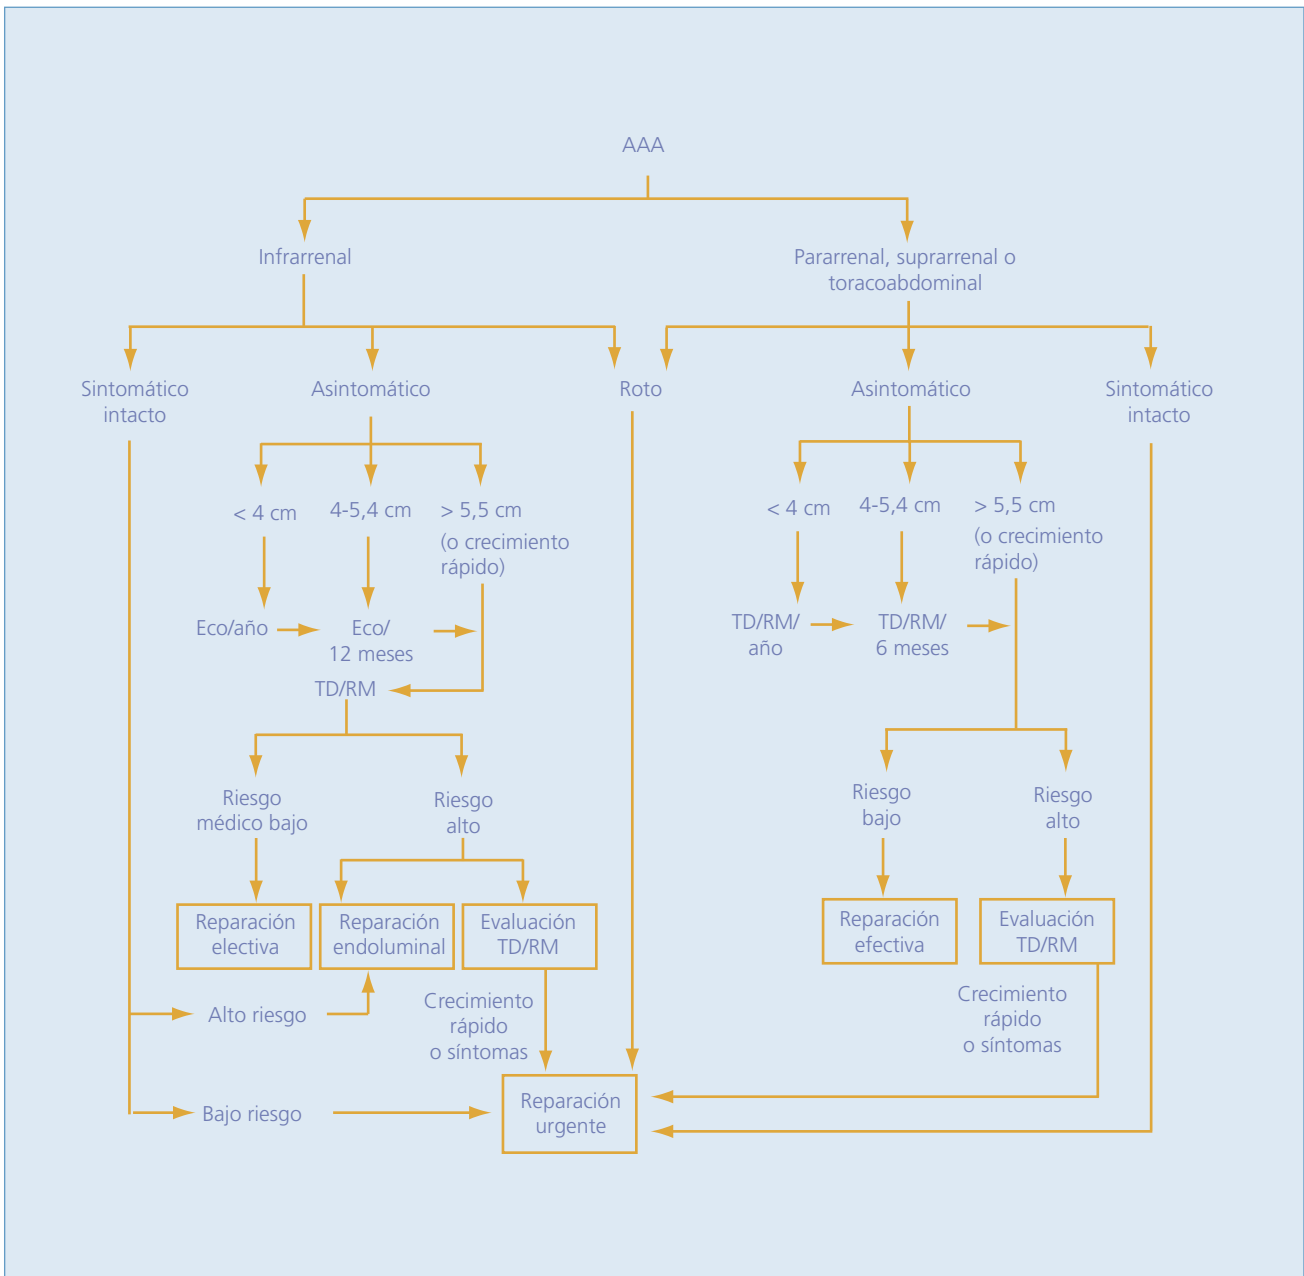 AAA
Infrarrenal
Pararrenal, suprarrenal o
toracoabdominal
Sintomático
intacto
Asintomático
Roto
Asintomático
Sintomático
intacto
< 4 cm
4-5,4 cm
> 5,5 cm
(o crecimiento
rápido)
< 4 cm
4-5,4 cm
> 5,5 cm
(o crecimiento
rápido)
Eco/año
Eco/
12 meses
TD/RM/
año
TD/RM/
6 meses
TD/RM
Riesgo
médico bajo
Riesgo
alto
Riesgo
bajo
Riesgo
alto
Reparación
electiva
Reparación
endoluminal
Evaluación
TD/RM
Reparación
efectiva
Evaluación
TD/RM
Alto riesgo
Crecimiento
rápido
o síntomas
Crecimiento
rápido
o síntomas
Bajo riesgo
Reparación
urgente